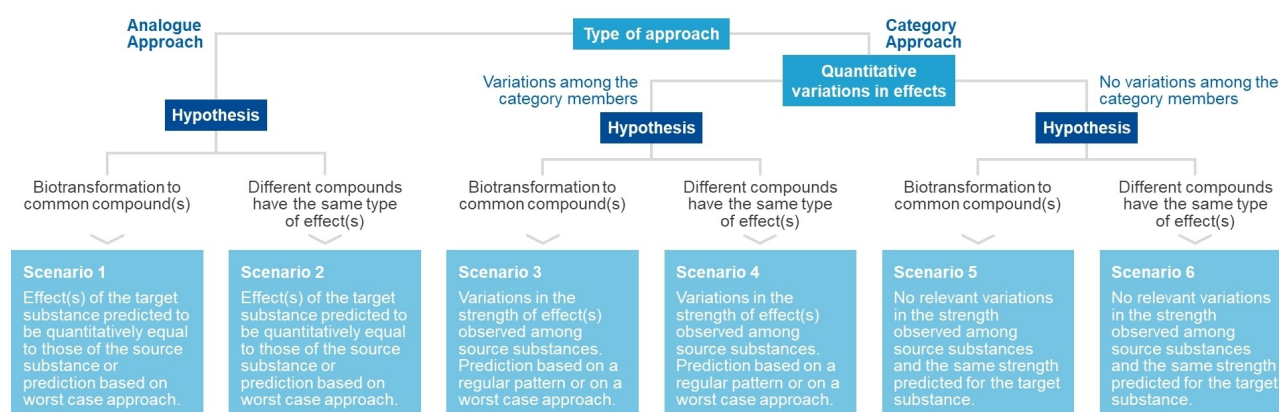 Analogue
Approach
Type of approach
Category
Approach
Quantitative
variations in effects
Variations among the
category members
No variations among the
category members
Hypothesis
Hypothesis
Hypothesis
Biotransformation to
common compound(s)
Different compounds
have the same type
of effect(s)
Biotransformation to
common compound(s)
Different compounds
have the same type
of effect(s)
Biotransformation to
common compound(s)
Different compounds
have the same type
of effect(s)
Scenario 1
Effect(s) of the target
substance predicted to
be quantitatively equal
to those of the source
substance or
prediction based on
worst case approach.
Scenario 2
Effect(s) of the target
substance predicted to
be quantitatively equal
to those of the source
substance or
prediction based on
worst case approach.
Scenario 3
Variations in the
strength of effect(s)
observed among
source substances.
Prediction based on a
regular pattern or on a
worst case approach.
Scenario 4
Variations in the
strength of effect(s)
observed among
source substances.
Prediction based on a
regular pattern or on a
worst case approach.
Scenario 5
No relevant variations
in the strength
observed among
source substances
and the same strength
predicted for the target
substance.
Scenario 6
No relevant variations
in the strength
observed among
source substances
and the same strength
predicted for the target
substance.